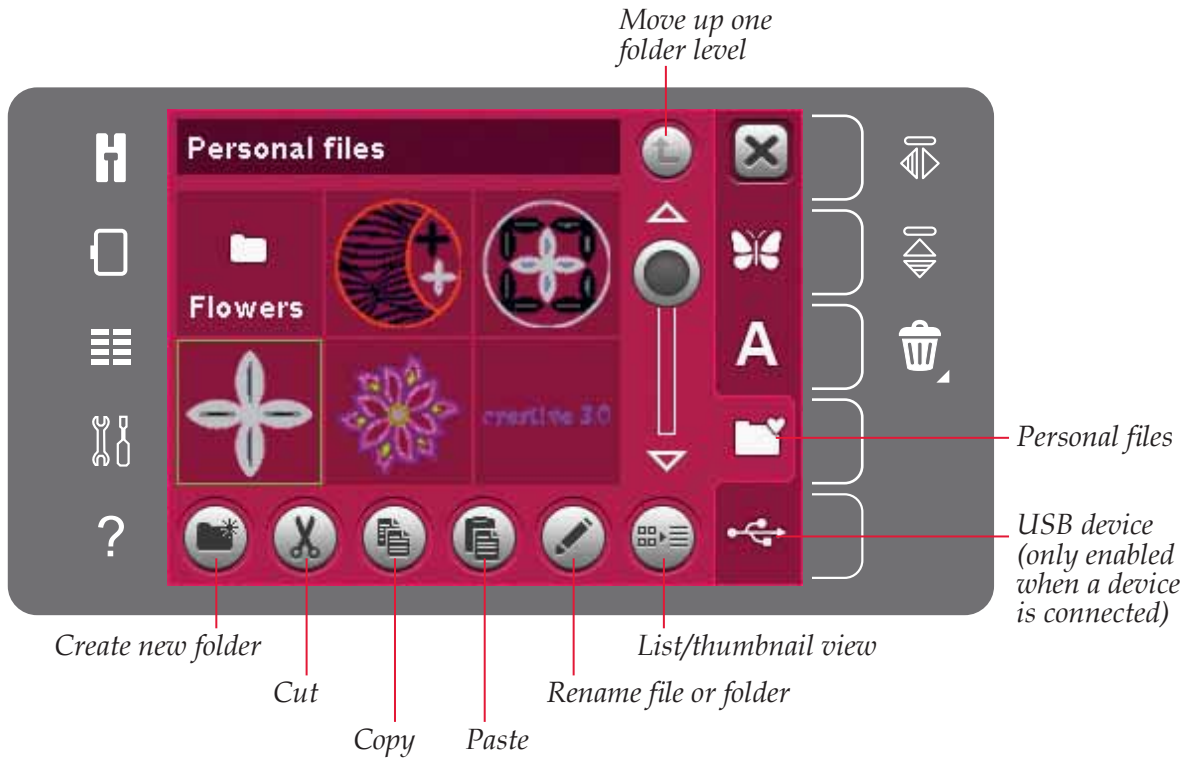 Move up one
folder level
Personal files
Flowers
creative 3.0
A
Personal files
?
USB device
(only enabled
when a device
is connected)
Create new folder
List/thumbnail view
Cut
Rename file or folder
Copy
Paste